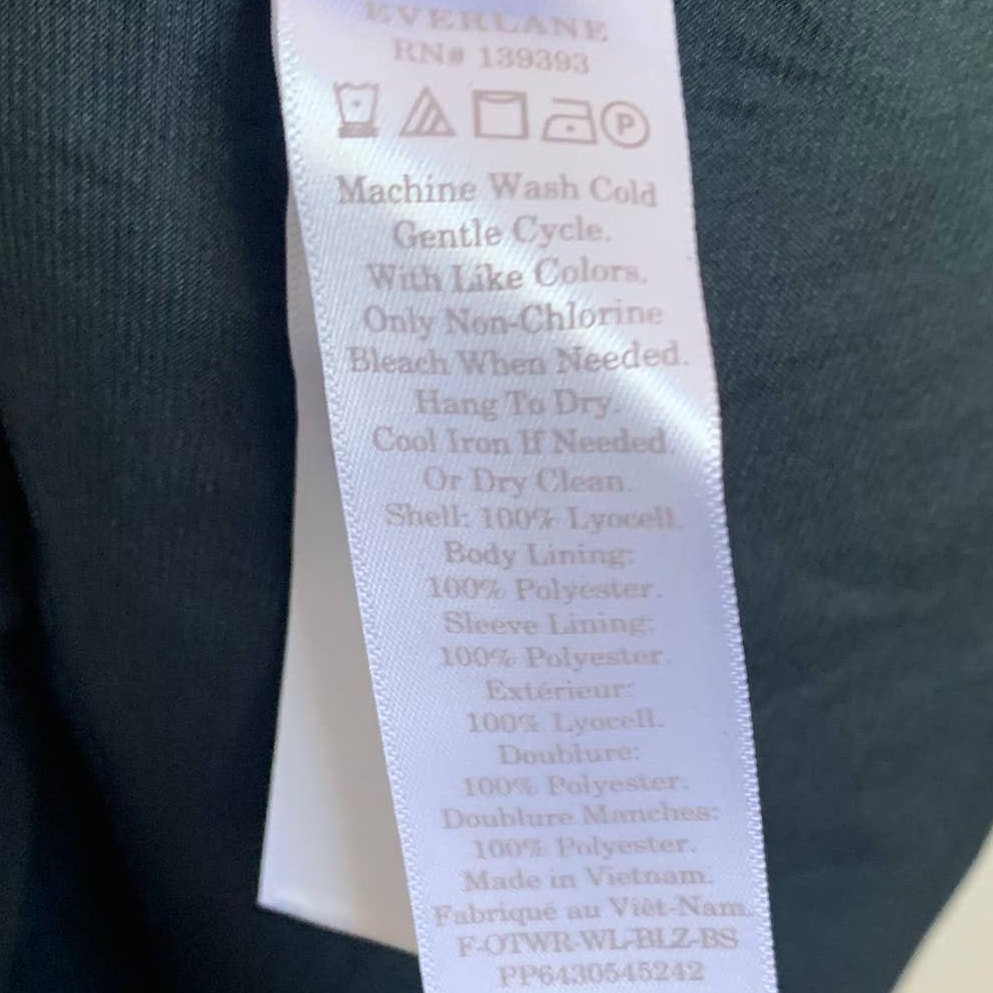 EVERLANE
RN# 139393
P
Machine Wash Cold
Gentle Cycle.
With Like Colors.
Only Non-Chlorine
Bleach When Needed.
Hang To Dry.
Cool Iron If Needed
Or Dry Clean.
Shell: 100% Lyocell.
Body Lining:
100% Polyester.
Sleeve Lining:
100% Polyester.
Extérieur:
100% Lyocell.
Doublure:
100% Polyester.
Doublure Manches:
100% Polyester.
Made in Vietnam.
Fabriqué au Viêt-Nam.
F-OTWR-WL-BLZ-BS
PP6430545242